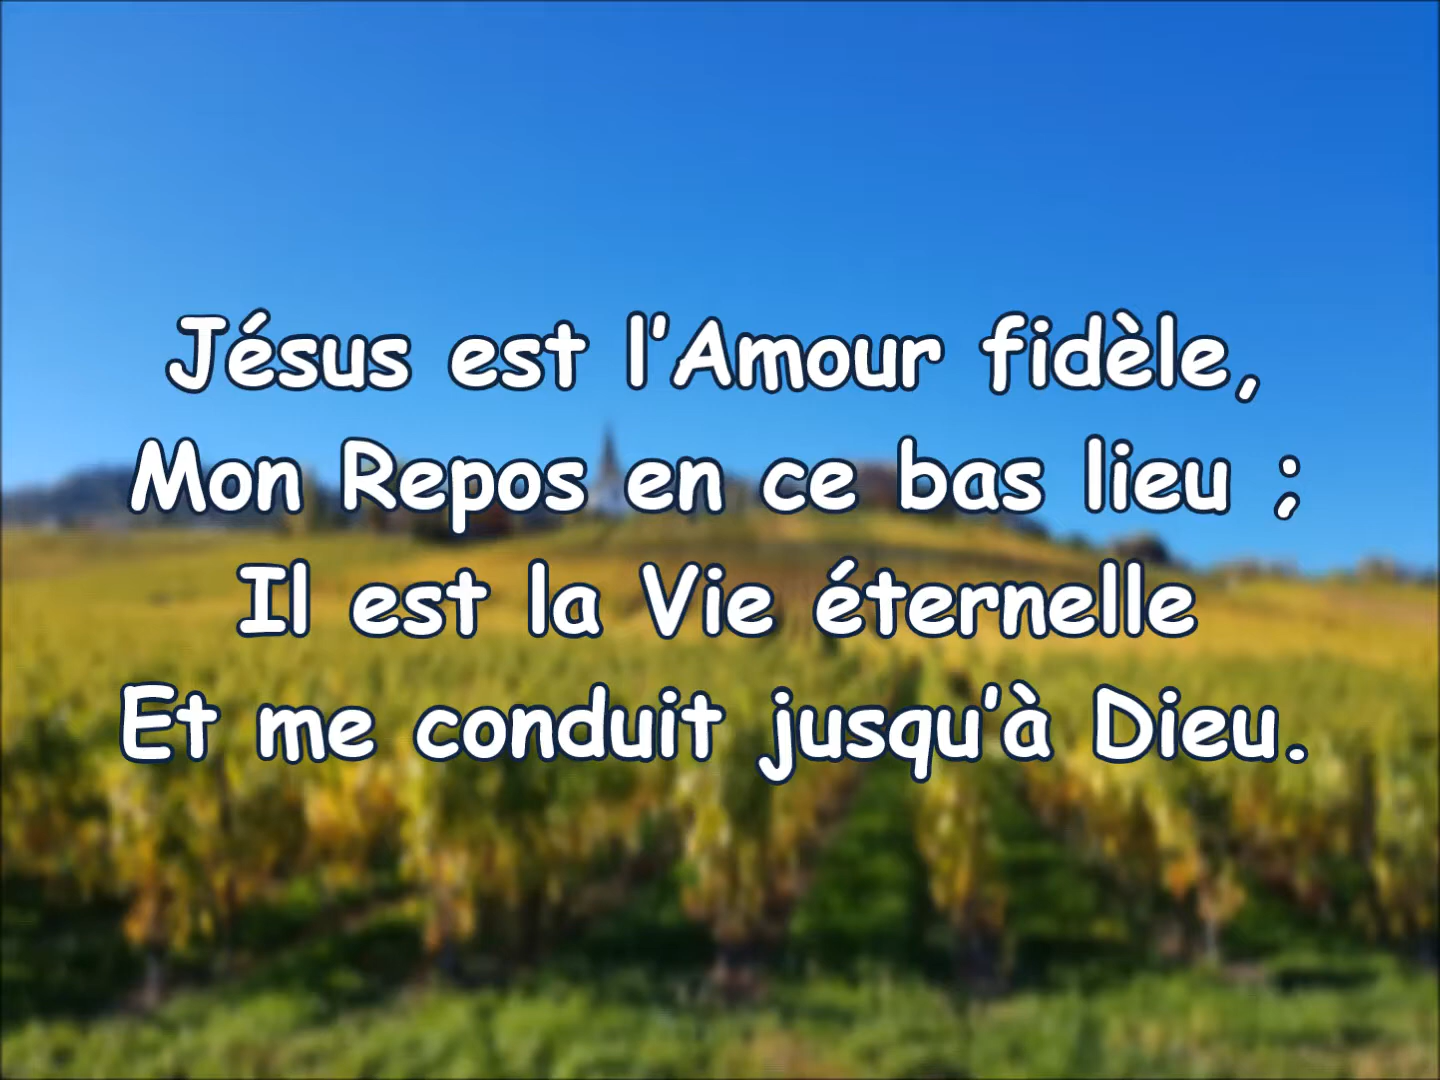 Jésus est l’Amour fidèle,
Mon Repos en ce bas lieu ;
Il est la Vie éternelle
Et me conduit jusqu’à Dieu.